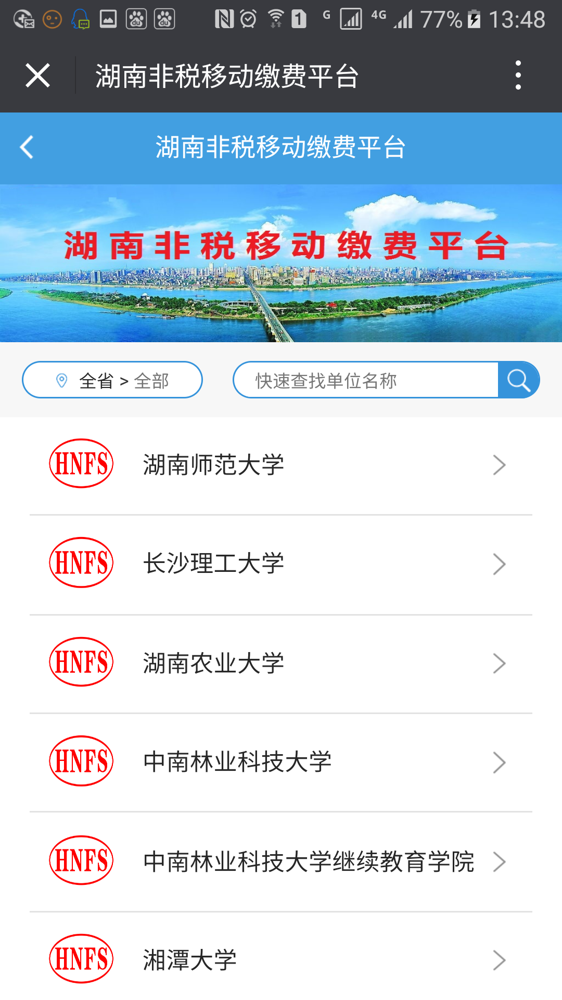 1 G 4G 77% 13:48
湖南非税移动缴费平台
湖南非税移动缴费平台
湖南非税移动缴费平台
全省 > 全部
快速查找单位名称
HNFS 湖南师范大学
HNFS 长沙理工大学
HNFS 湖南农业大学
HNFS 中南林业科技大学
HNFS 中南林业科技大学继续教育学院
HNFS 湘潭大学